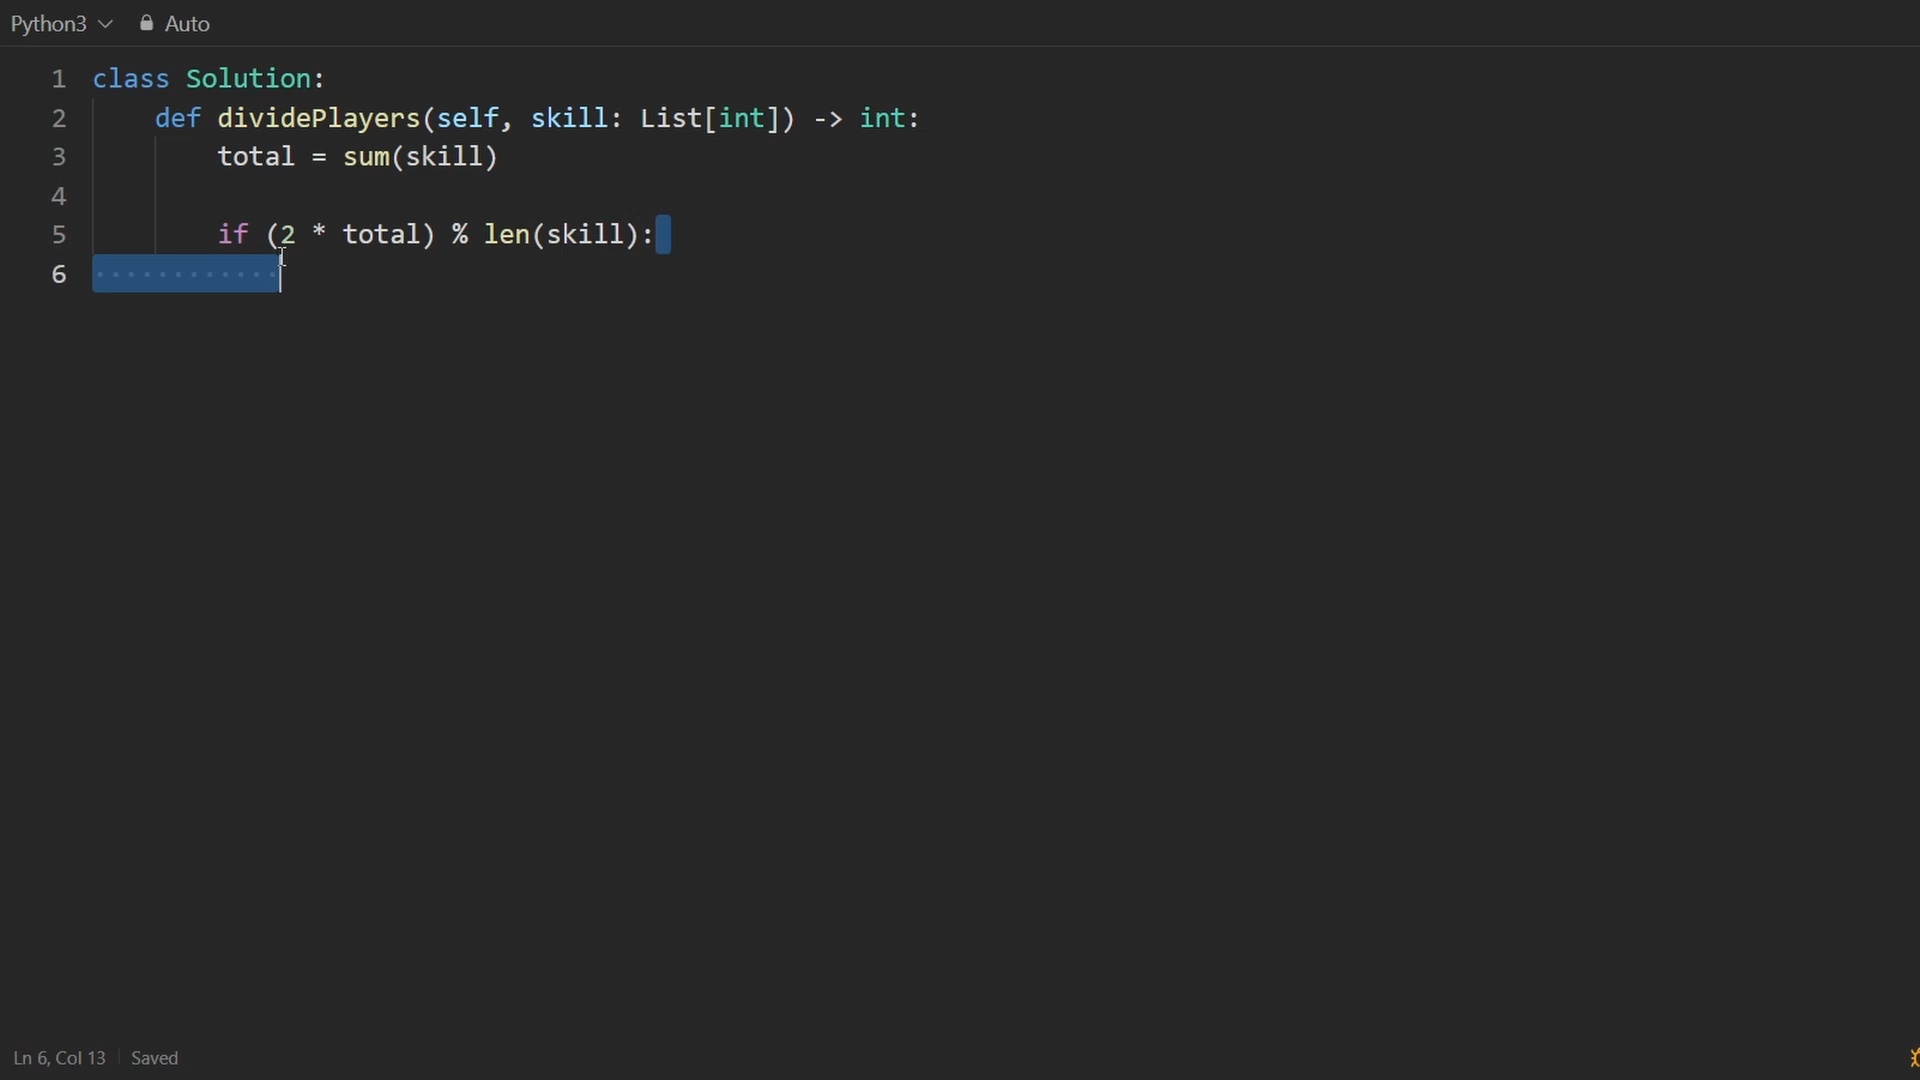 Python3 Auto
1 class Solution:
2 def dividePlayers(self, skill: List[int]) -> int:
3 total = sum(skill)
4
5 if (2 * total) % len(skill):
6
Ln 6, Col 13 Saved